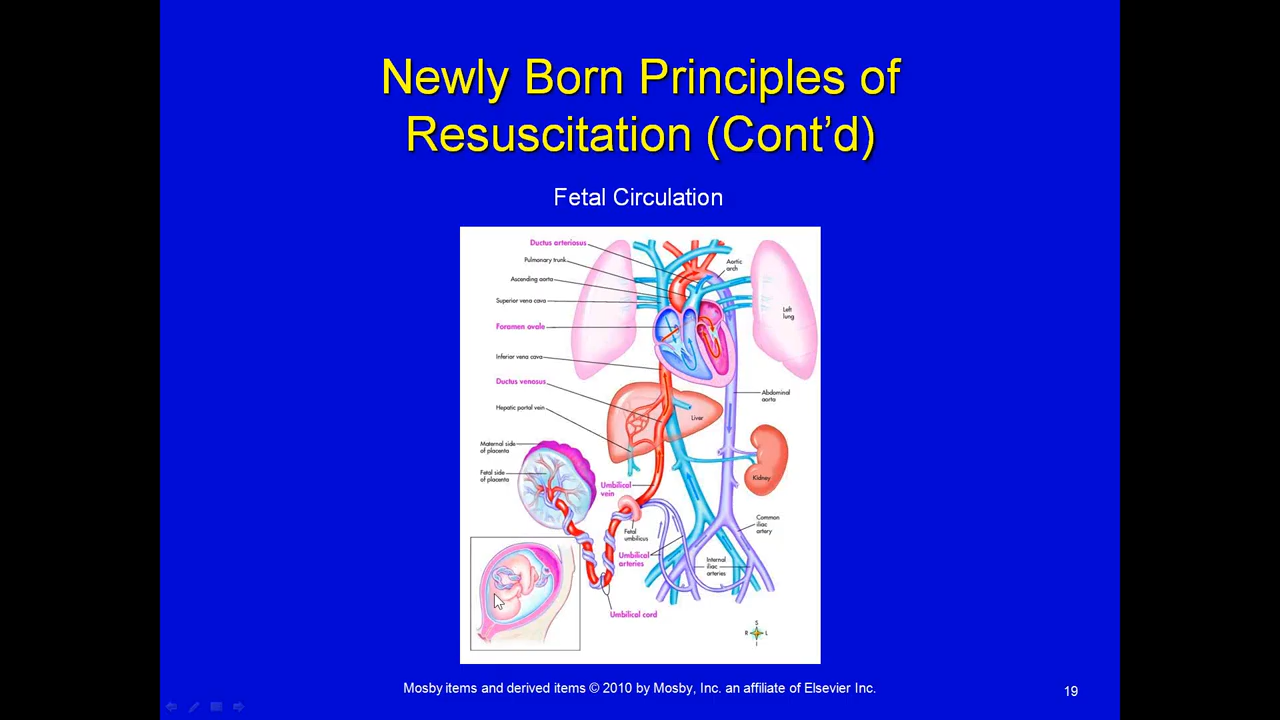 Newly Born Principles of
Resuscitation (Cont’d)
Fetal Circulation
Ductus arteriosus
Pulmonary trunk
Ascending aorta
Superior vena cava
Foramen ovale
Inferior vena cava
Ductus venosus
Hepatic portal vein
Maternal side
of placenta
Fetal side
of placenta
Umbilical
vein
Fetal
umbilicus
Umbilical
arteries
Umbilical cord
Aortic
arch
Left
lung
Abdominal
aorta
Liver
Kidney
Common
iliac
artery
Internal
iliac
arteries
S
R L
I
Mosby items and derived items © 2010 by Mosby, Inc. an affiliate of Elsevier Inc.
19